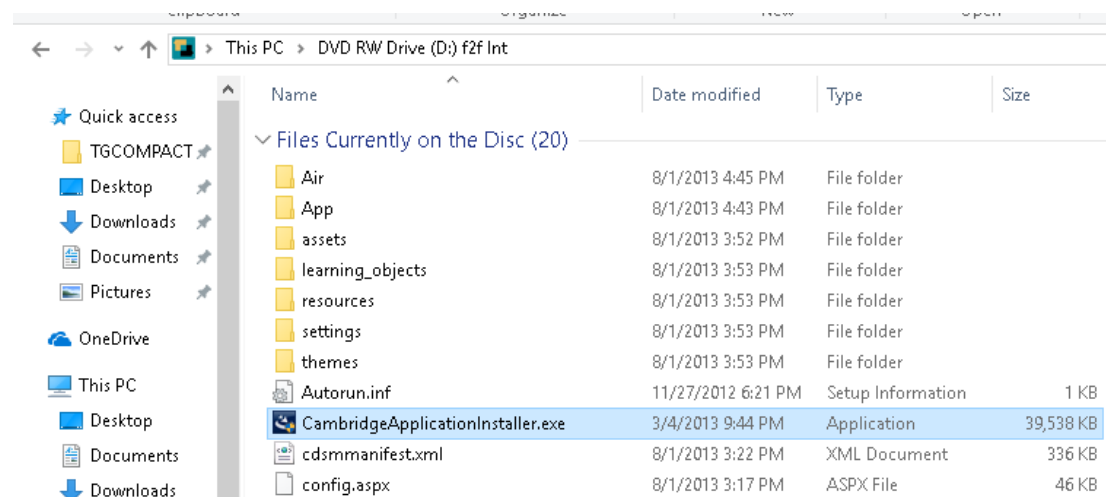 Clipboard Organize New Open
This PC > DVD RW Drive (D:) f2f Int
Name Date modified Type Size
Quick access
TGCOMPACT
Desktop
Downloads
Documents
Pictures
OneDrive
This PC
Desktop
Documents
Downloads
Files Currently on the Disc (20)
Air 8/1/2013 4:45 PM File folder
App 8/1/2013 4:43 PM File folder
assets 8/1/2013 3:52 PM File folder
learning_objects 8/1/2013 3:53 PM File folder
resources 8/1/2013 3:53 PM File folder
settings 8/1/2013 3:53 PM File folder
themes 8/1/2013 3:53 PM File folder
Autorun.inf 11/27/2012 6:21 PM Setup Information 1 KB
CambridgeApplicationInstaller.exe 3/4/2013 9:44 PM Application 39,538 KB
cdsmmanifest.xml 8/1/2013 3:22 PM XML Document 336 KB
config.aspx 8/1/2013 3:17 PM ASPX File 46 KB